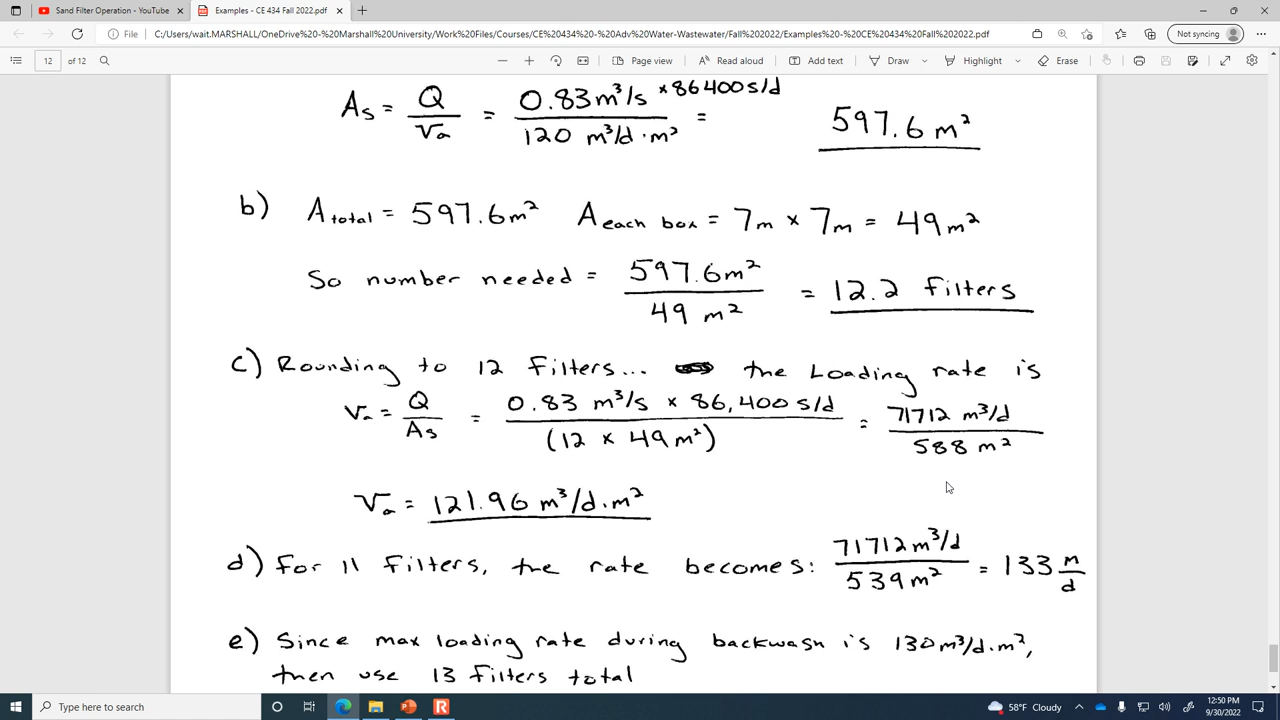 Sand Filter Operation - YouTube
Examples - CE 434 Fall 2022.pdf
File
C:/Users/wait.MARSHALL/OneDrive%20-%20Marshall%20University/Work%20Files/Courses/CE%20434%20-%20Adv%20Water-Wastewater/Fall%202022/Examples%20-%20CE%20434%20Fall%202022.pdf
Not syncing
12 of 12
Page view
Read aloud
Add text
Draw
Highlight
Erase
As = Q/Va = 0.83 m³/s × 86400 s/d / 120 m³/d·m² = 597.6 m²
b) A total = 597.6 m² A each box = 7m × 7m = 49 m²
So number needed = 597.6 m² / 49 m² = 12.2 filters
c) Rounding to 12 filters... the Loading rate is
Va = Q/As = 0.83 m³/s × 86,400 s/d / (12 × 49 m²) = 71712 m³/d / 588 m²
Va = 121.96 m³/d·m²
d) For 11 filters, the rate becomes: 71712 m³/d / 539 m² = 133 m/d
e) Since max loading rate during backwash is 130 m³/d·m²,
then use 13 filters total
Type here to search
58°F Cloudy
12:50 PM
9/30/2022